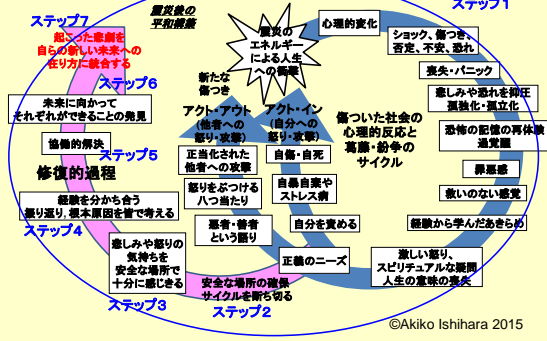 ステップ7
震災後の
平和構築
ステップ1
起こった悲劇を
自らの新しい未来への
在り方に統合する
震災の
エネルギー
による人生
への衝撃
心理的変化
ショック、傷つき、
否定、不安、恐れ
喪失・パニック
悲しみや恐れを抑圧
孤独化・孤立化
恐怖の記憶の再体験
過覚醒
罪悪感
救いのない感覚
経験から学んだあきらめ
激しい怒り、
スピリチュアルな疑問
人生の意味の喪失
傷ついた社会の
心理的反応と
葛藤・紛争の
サイクル
新たな
傷つき
アクト・アウト
(他者への
怒り・攻撃)
アクト・イン
(自分への
怒り・攻撃)
正当化された
他者への攻撃
自傷・自死
怒りをぶつける
八つ当たり
自暴自棄や
ストレス病
悪者・善者
という語り
自分を責める
正義のニーズ
安全な場所の確保
サイクルを断ち切る
ステップ2
悲しみや怒りの
気持ちを
安全な場所で
十分に感じきる
ステップ3
経験を分かち合う
振り返り、根本原因を皆で考える
ステップ4
修復的過程
協働的解決
ステップ5
未来に向かって
それぞれができることの発見
ステップ6
©Akiko Ishihara 2015